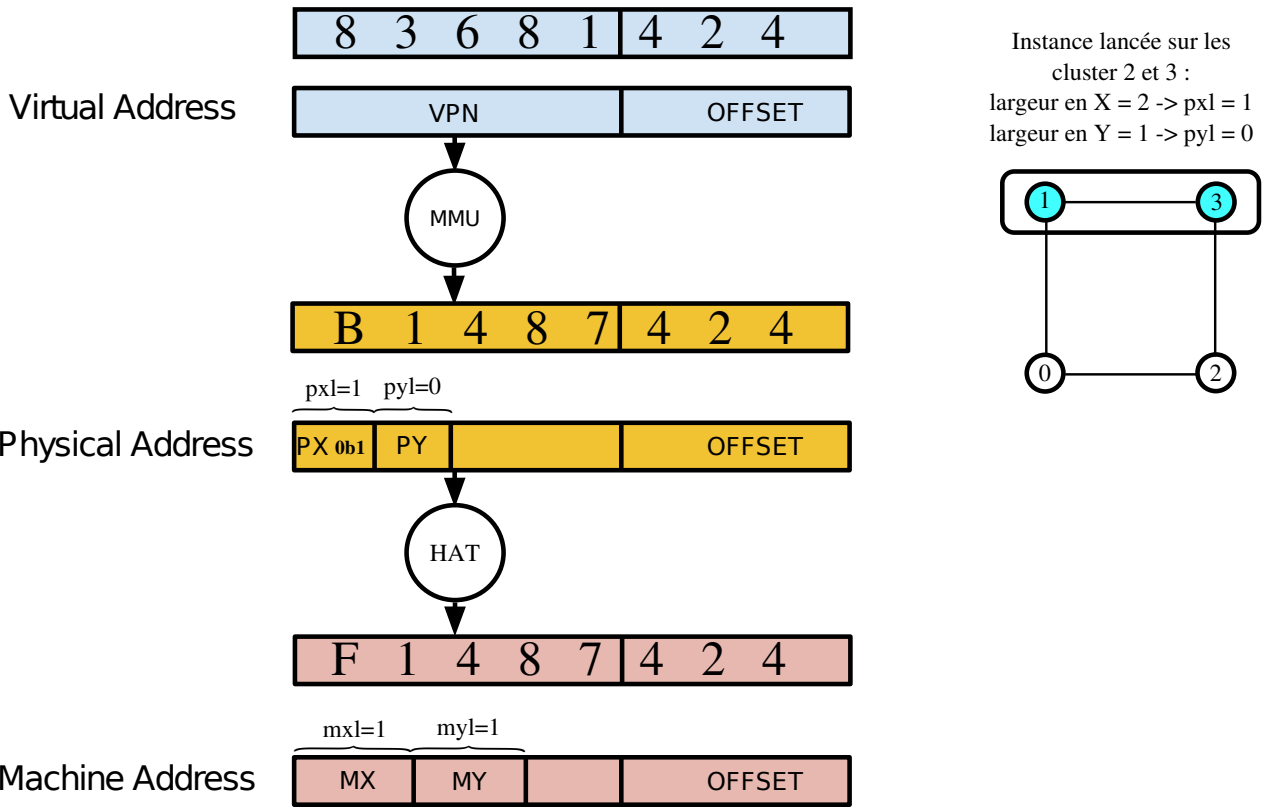 8 3 6 8 1 4 2 4
Virtual Address
VPN
OFFSET
MMU
B 1 4 8 7 4 2 4
pxl=1
pyl=0
Physical Address
PX 0b1
PY
OFFSET
HAT
F 1 4 8 7 4 2 4
mxl=1
myl=1
Machine Address
MX
MY
OFFSET
Instance lancée sur les
cluster 2 et 3 :
largeur en X = 2 -> pxl = 1
largeur en Y = 1 -> pyl = 0
1
3
0
2